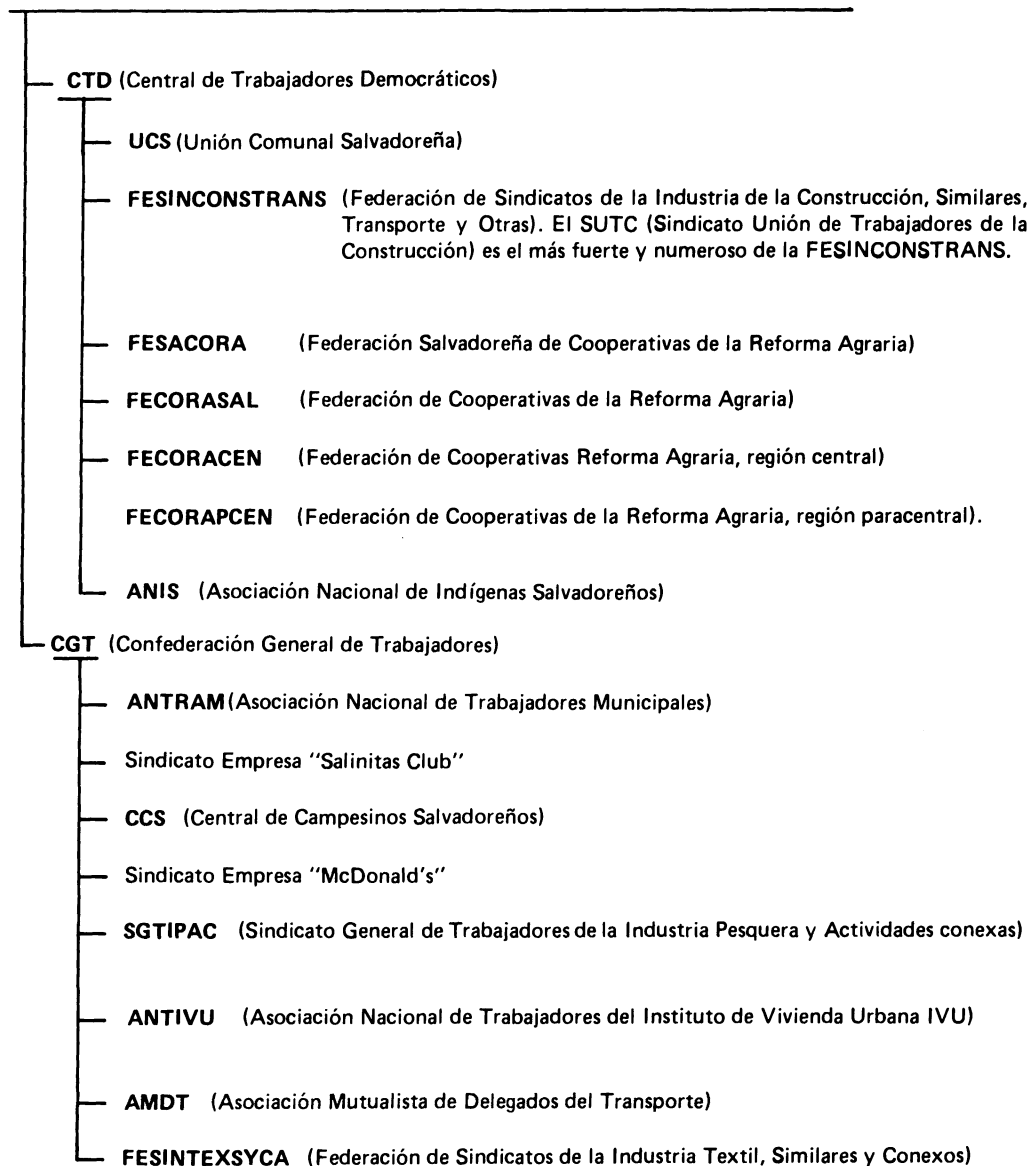 CTD (Central de Trabajadores Democráticos)
UCS (Unión Comunal Salvadoreña)
FESINCONSTRANS (Federación de Sindicatos de la Industria de la Construcción, Similares,
Transporte y Otras). El SUTC (Sindicato Unión de Trabajadores de la
Construcción) es el más fuerte y numeroso de la FESINCONSTRANS.
FESACORA (Federación Salvadoreña de Cooperativas de la Reforma Agraria)
FECORASAL (Federación de Cooperativas de la Reforma Agraria)
FECORACEN (Federación de Cooperativas Reforma Agraria, región central)
FECORAPCEN (Federación de Cooperativas de la Reforma Agraria, región paracentral).
ANIS (Asociación Nacional de Indígenas Salvadoreños)
CGT (Confederación General de Trabajadores)
ANTRAM (Asociación Nacional de Trabajadores Municipales)
Sindicato Empresa "Salinitas Club"
CCS (Central de Campesinos Salvadoreños)
Sindicato Empresa "McDonald's"
SGTIPAC (Sindicato General de Trabajadores de la Industria Pesquera y Actividades conexas)
ANTIVU (Asociación Nacional de Trabajadores del Instituto de Vivienda Urbana IVU)
AMDT (Asociación Mutualista de Delegados del Transporte)
FESINTEXSYCA (Federación de Sindicatos de la Industria Textil, Similares y Conexos)